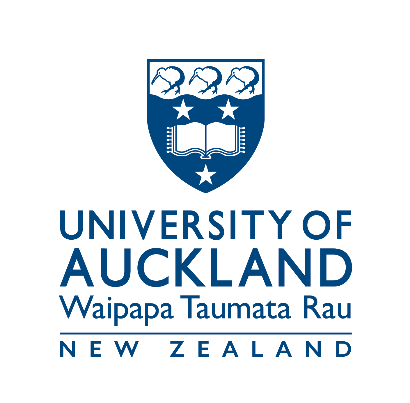 UNIVERSITY OF
AUCKLAND
Waipapa Taumata Rau
NEW ZEALAND